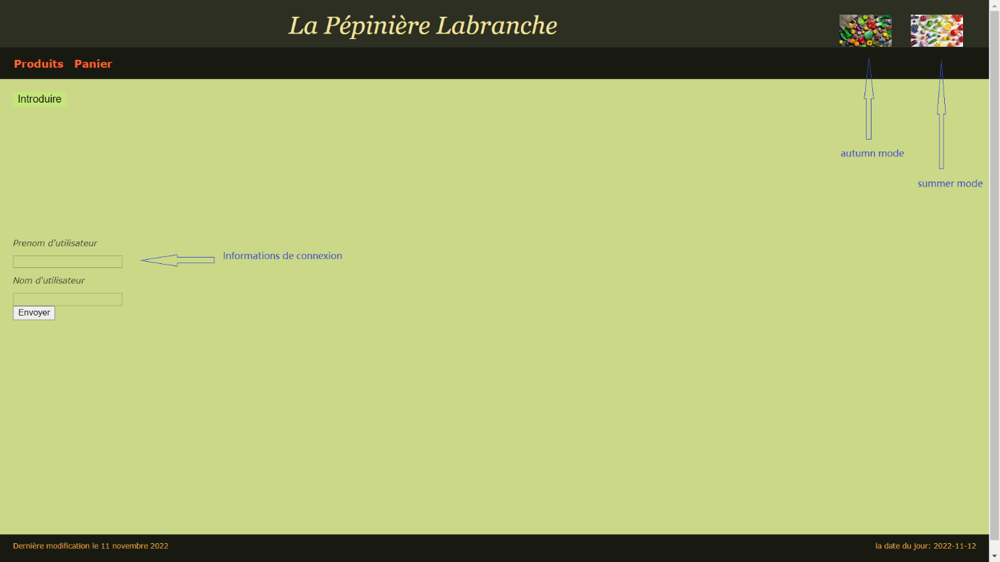 La Pépinière Labranche
Produits Panier
Introduire
autumn mode
summer mode
Prenom d'utilisateur
Informations de connexion
Nom d'utilisateur
Envoyer
Dernière modification le 11 novembre 2022
la date du jour: 2022-11-12